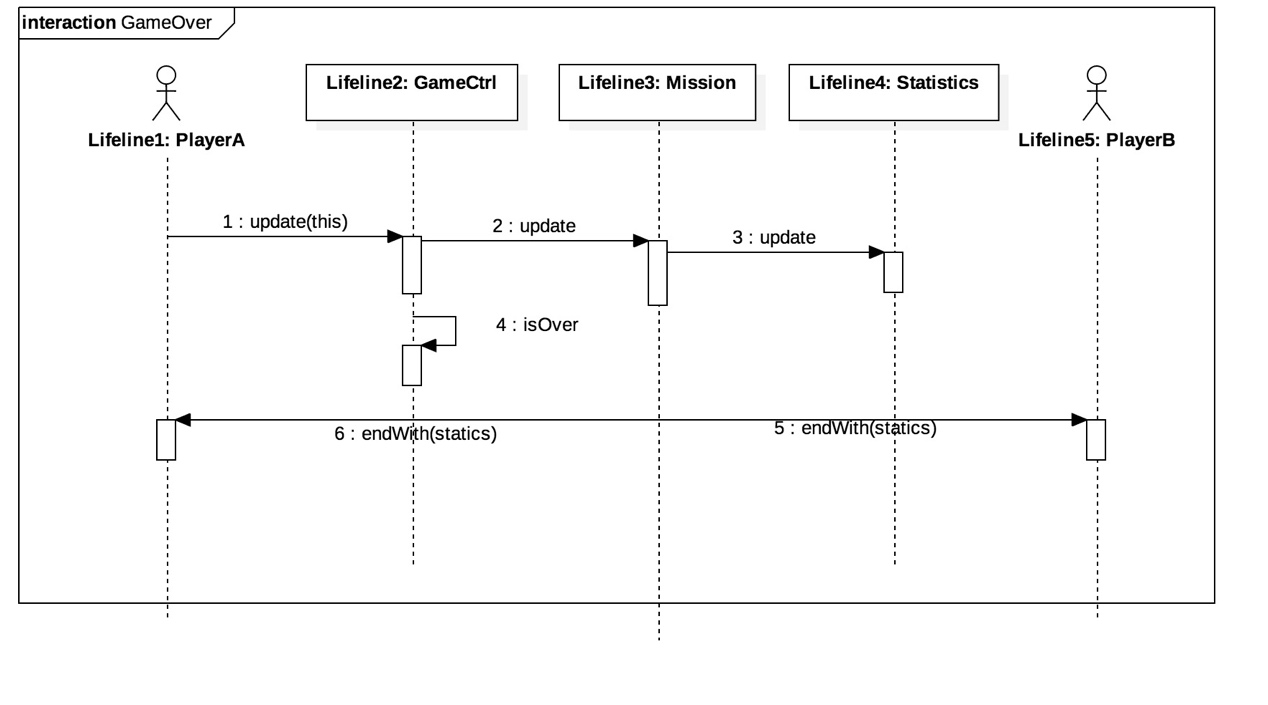 interaction GameOver
Lifeline2: GameCtrl
Lifeline3: Mission
Lifeline4: Statistics
Lifeline1: PlayerA
Lifeline5: PlayerB
1 : update(this)
2 : update
3 : update
4 : isOver
6 : endWith(statics)
5 : endWith(statics)